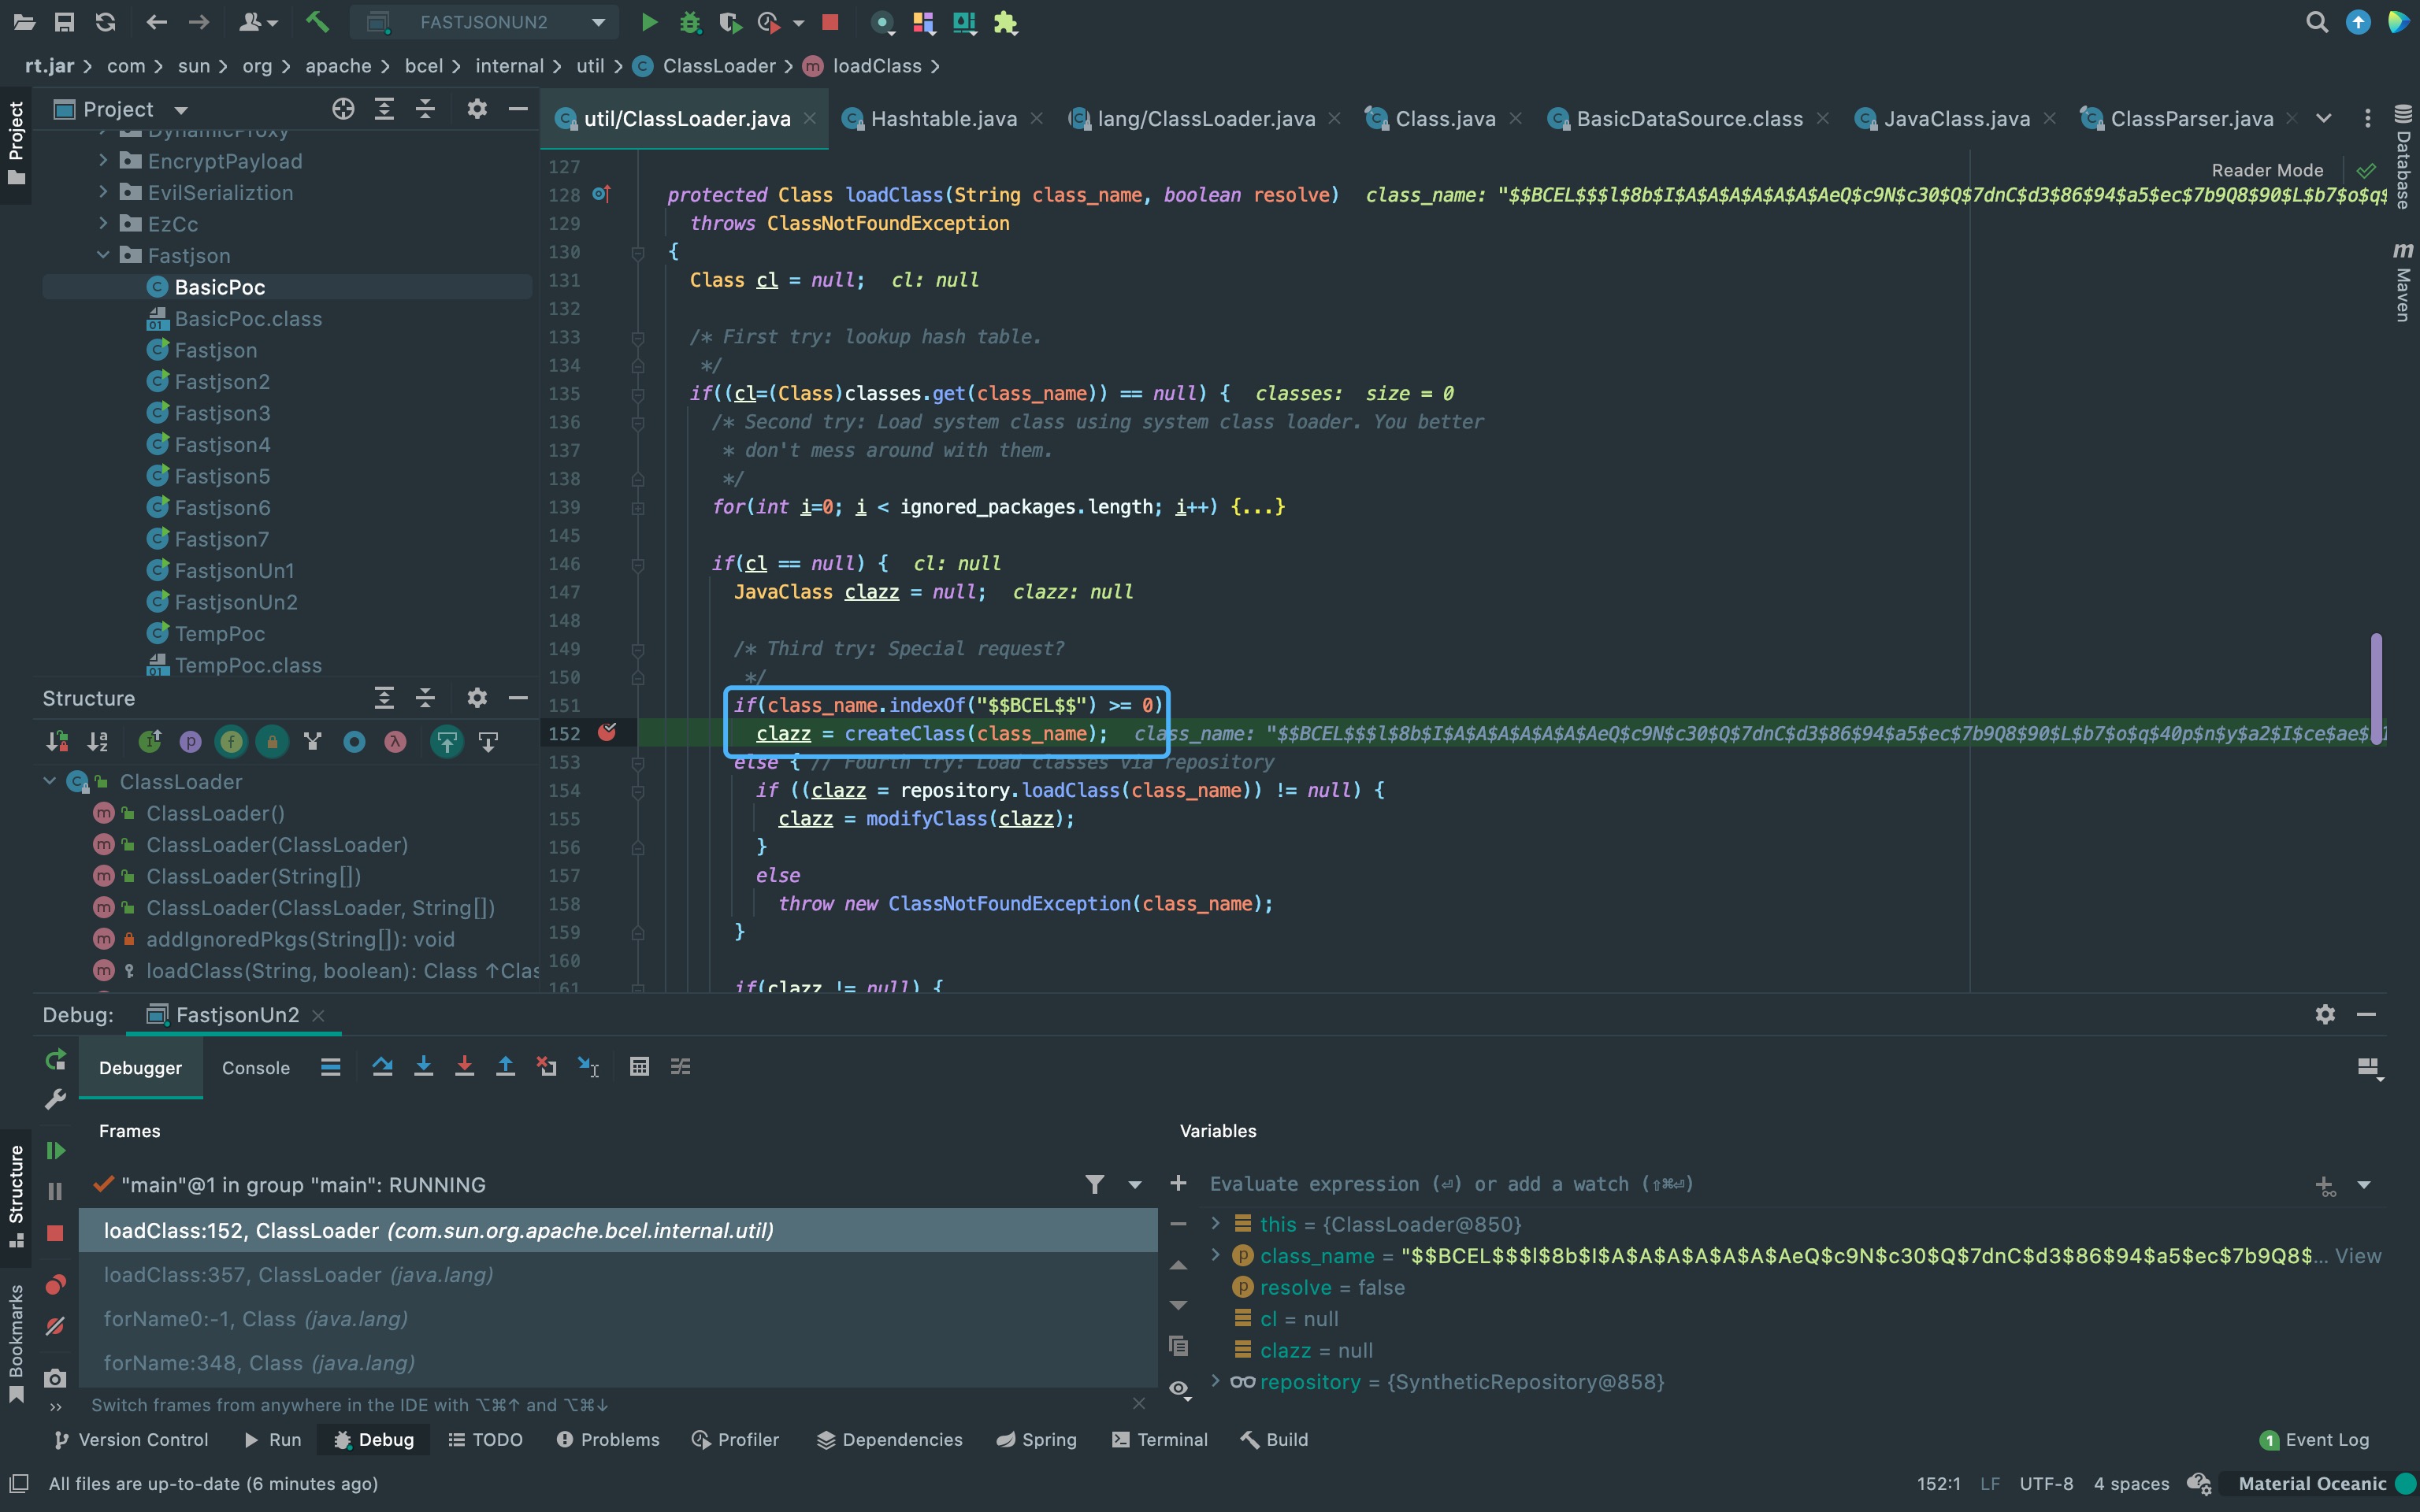 FASTJSONUN2
rt.jar > com > sun > org > apache > bcel > internal > util > ClassLoader > loadClass >
Project
Project
DynamicProxy
EncryptPayload
EvilSerializtion
EzCc
Fastjson
BasicPoc
BasicPoc.class
Fastjson
Fastjson2
Fastjson3
Fastjson4
Fastjson5
Fastjson6
Fastjson7
FastjsonUn1
FastjsonUn2
TempPoc
TempPoc.class
Structure
ClassLoader
ClassLoader()
ClassLoader(ClassLoader)
ClassLoader(String[])
ClassLoader(ClassLoader, String[])
addIgnoredPkgs(String[]): void
loadClass(String, boolean): Class ↑Clas
util/ClassLoader.java
Hashtable.java
lang/ClassLoader.java
Class.java
BasicDataSource.class
JavaClass.java
ClassParser.java
Database
Maven
Reader Mode
127
128 protected Class loadClass(String class_name, boolean resolve) class_name: "$$BCEL$$$l$8b$I$A$A$A$A$A$A$AeQ$c9N$c30$Q$7dnC$d3$86$94$a5$ec$7b9Q8$90$L$b7$o$q$
129 throws ClassNotFoundException
130 {
131 Class cl = null; cl: null
132
133 /* First try: lookup hash table.
134 */
135 if((cl=(Class)classes.get(class_name)) == null) { classes: size = 0
136 /* Second try: Load system class using system class loader. You better
137 * don't mess around with them.
138 */
139 for(int i=0; i < ignored_packages.length; i++) {...}
145
146 if(cl == null) { cl: null
147 JavaClass clazz = null; clazz: null
148
149 /* Third try: Special request?
150 */
151 if(class_name.indexOf("$$BCEL$$") >= 0)
152 clazz = createClass(class_name); class_name: "$$BCEL$$$l$8b$I$A$A$A$A$A$A$AeQ$c9N$c30$Q$7dnC$d3$86$94$a5$ec$7b9Q8$90$L$b7$o$q$40p$n$y$a2$I$ce$ae$
153 else { // Fourth try: Load classes via repository
154 if ((clazz = repository.loadClass(class_name)) != null) {
155 clazz = modifyClass(clazz);
156 }
157 else
158 throw new ClassNotFoundException(class_name);
159 }
160
161 if(clazz != null) {
Debug: FastjsonUn2
Debugger
Console
Frames
"main"@1 in group "main": RUNNING
loadClass:152, ClassLoader (com.sun.org.apache.bcel.internal.util)
loadClass:357, ClassLoader (java.lang)
forName0:-1, Class (java.lang)
forName:348, Class (java.lang)
Switch frames from anywhere in the IDE with ⌥⌘↑ and ⌥⌘↓
Variables
Evaluate expression (⏎) or add a watch (⇧⌘⏎)
this = {ClassLoader@850}
class_name = "$$BCEL$$$l$8b$I$A$A$A$A$A$A$AeQ$c9N$c30$Q$7dnC$d3$86$94$a5$ec$7b9Q8$... View
resolve = false
cl = null
clazz = null
repository = {SyntheticRepository@858}
Structure
Bookmarks
Version Control
Run
Debug
TODO
Problems
Profiler
Dependencies
Spring
Terminal
Build
1 Event Log
All files are up-to-date (6 minutes ago)
152:1 LF UTF-8 4 spaces Material Oceanic